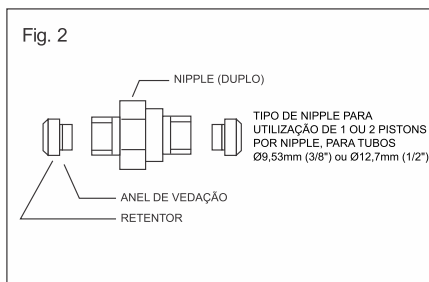 Fig. 2
NIPPLE (DUPLO)
TIPO DE NIPPLE PARA
UTILIZAÇÃO DE 1 OU 2 PISTONS
POR NIPPLE, PARA TUBOS
Ø9,53mm (3/8") ou Ø12,7mm (1/2")
ANEL DE VEDAÇÃO
RETENTOR